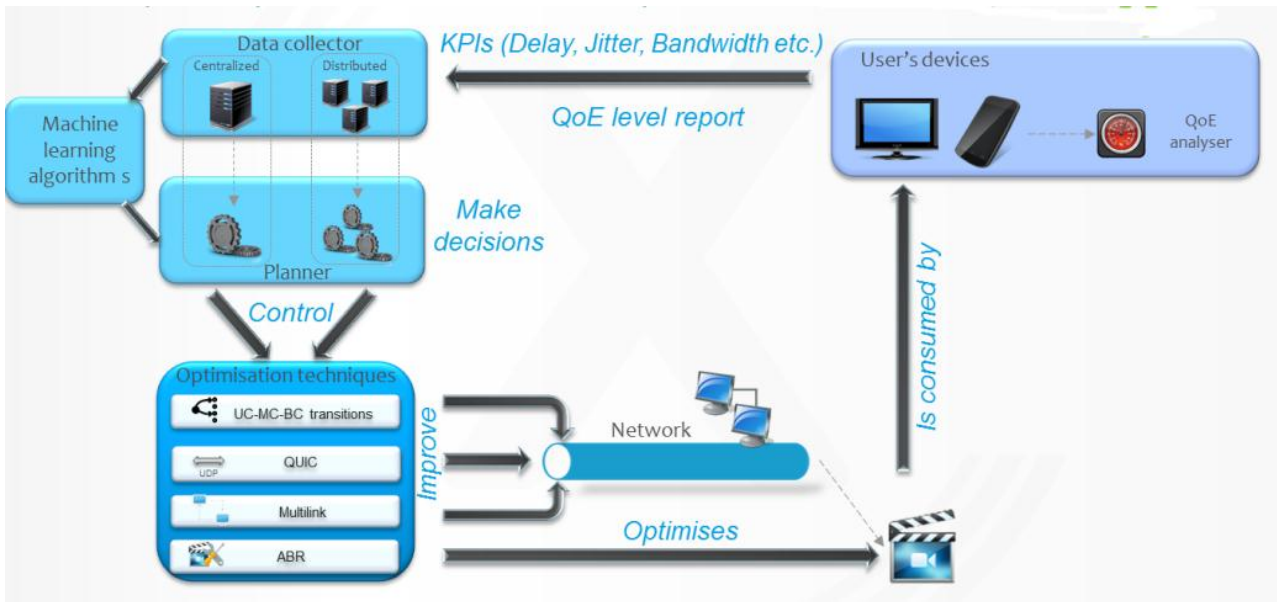 Data collector
Centralized
Distributed
KPIs (Delay, Jitter, Bandwidth etc.)
QoE level report
User's devices
QoE
analyser
Machine
learning
algorithm s
Make
decisions
Planner
Control
Optimisation techniques
UC-MC-BC transitions
QUIC
UDP
Multilink
ABR
Improve
Network
Optimises
Is consumed by